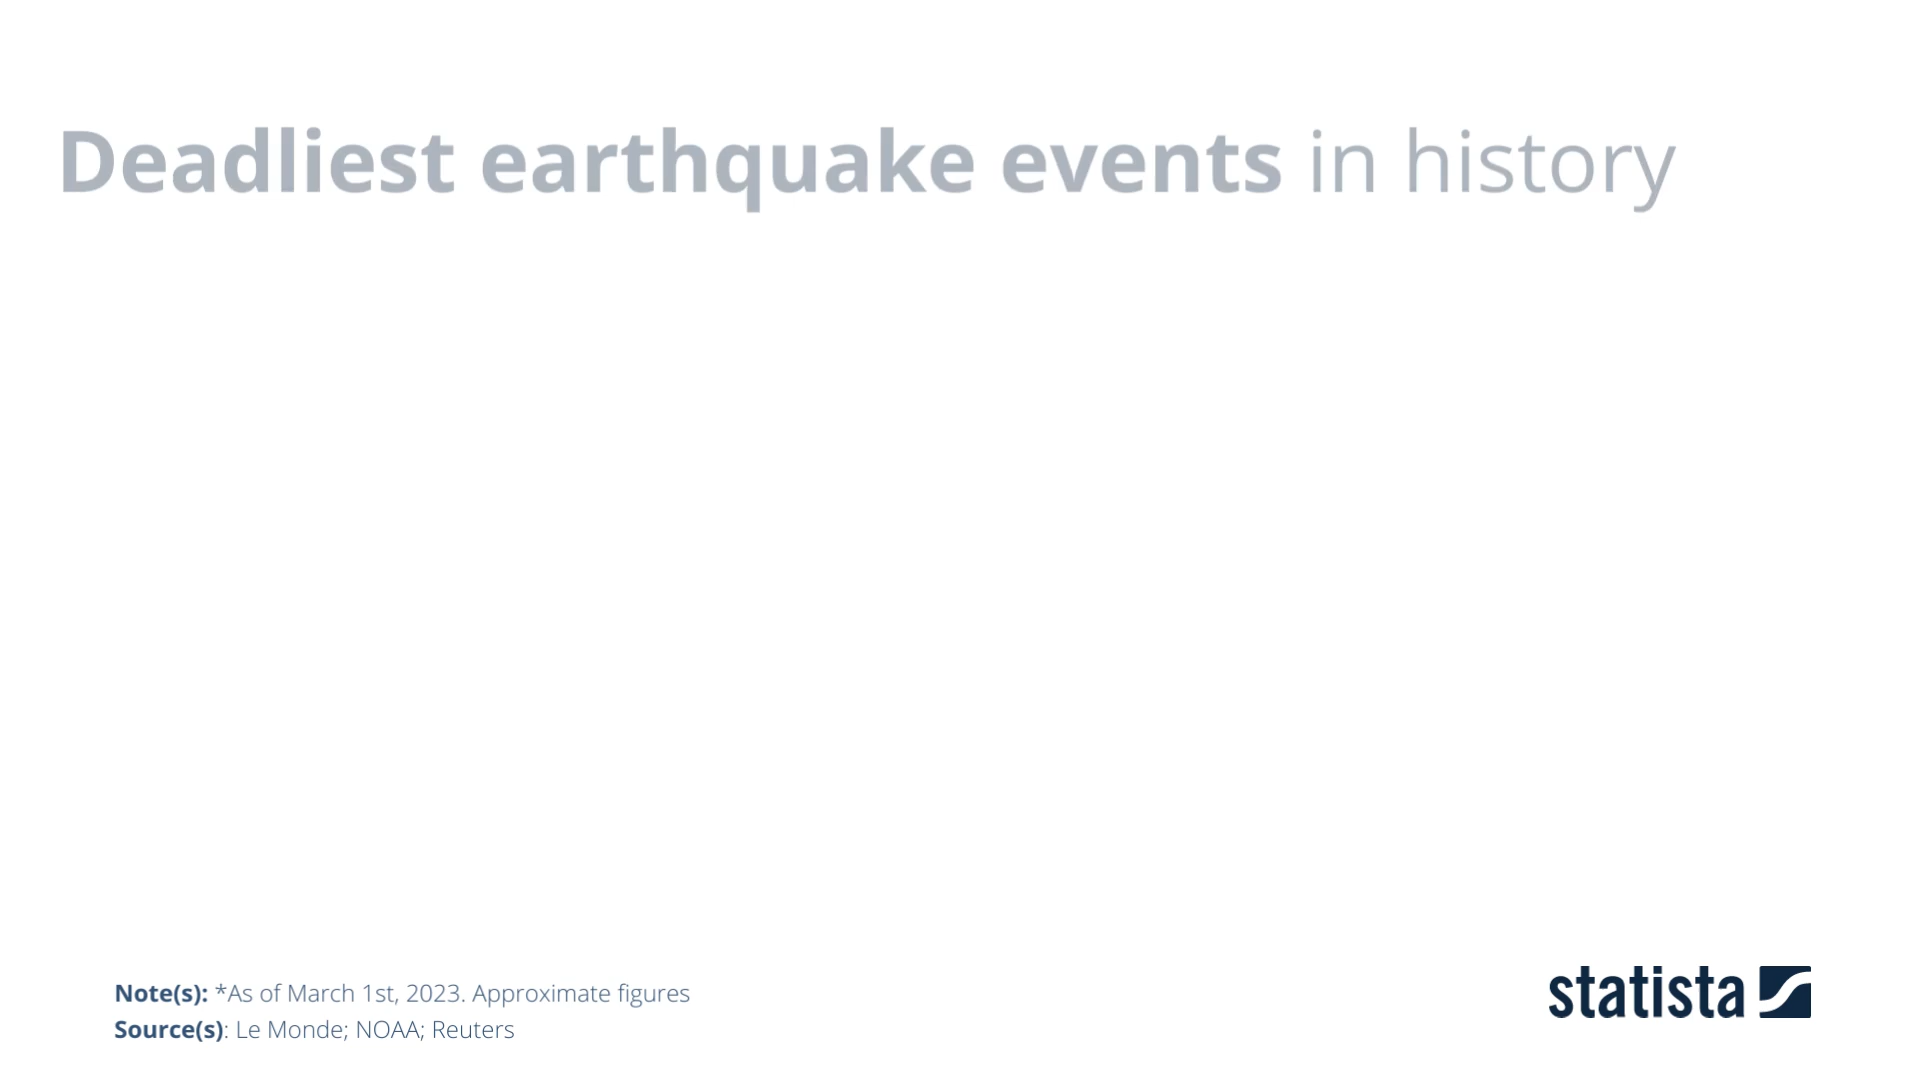 Deadliest earthquake events in history
Note(s): *As of March 1st, 2023. Approximate figures
Source(s): Le Monde; NOAA; Reuters
statista